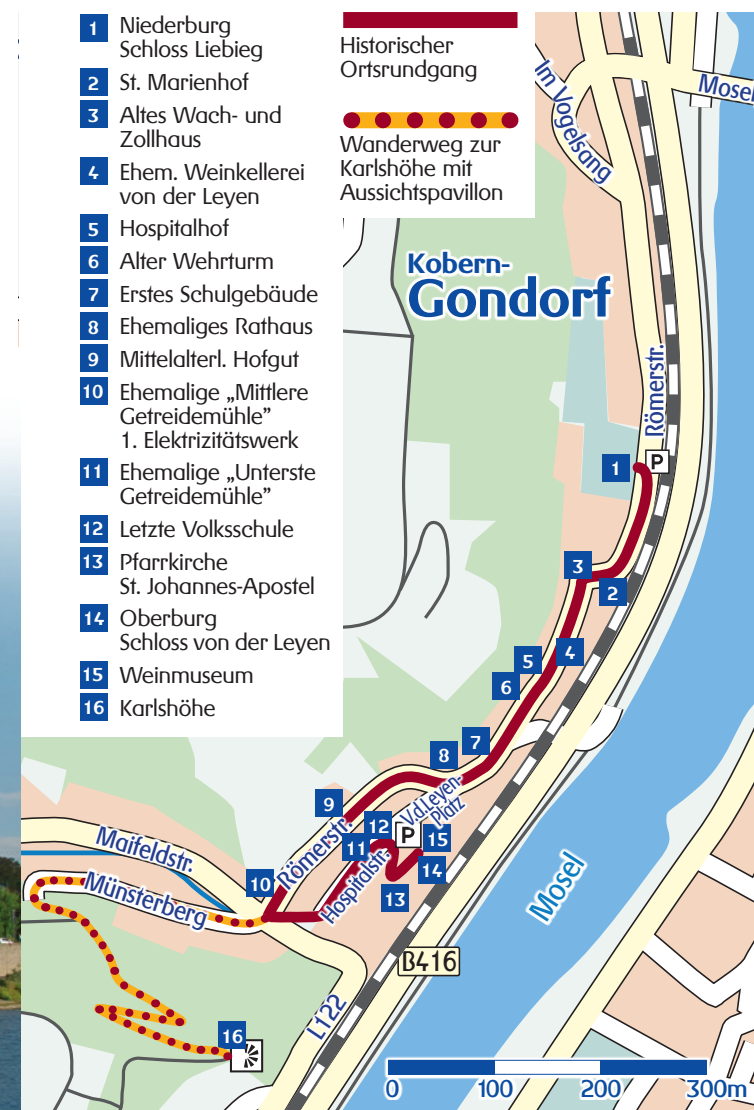 1 Niederburg
Schloss Liebieg
2 St. Marienhof
3 Altes Wach- und
Zollhaus
4 Ehem. Weinkellerei
von der Leyen
5 Hospitalhof
6 Alter Wehrturm
7 Erstes Schulgebäude
8 Ehemaliges Rathaus
9 Mittelalterl. Hofgut
10 Ehemalige „Mittlere
Getreidemühle”
1. Elektrizitätswerk
11 Ehemalige „Unterste
Getreidemühle”
12 Letzte Volksschule
13 Pfarrkirche
St. Johannes-Apostel
14 Oberburg
Schloss von der Leyen
15 Weinmuseum
16 Karlshöhe
Historischer
Ortsrundgang
Wanderweg zur
Karlshöhe mit
Aussichtspavillon
Im Vogelsang
Mosel
Kobern-
Gondorf
Römerstr.
1
P
3
2
4
5
6
7
8
V.d.Leyen-
Platz
9
Römerstr.
12
P
15
11
14
13
Hospitalstr.
10
Maifeldstr.
Münsterberg
Mosel
B416
L122
16
0 100 200 300m